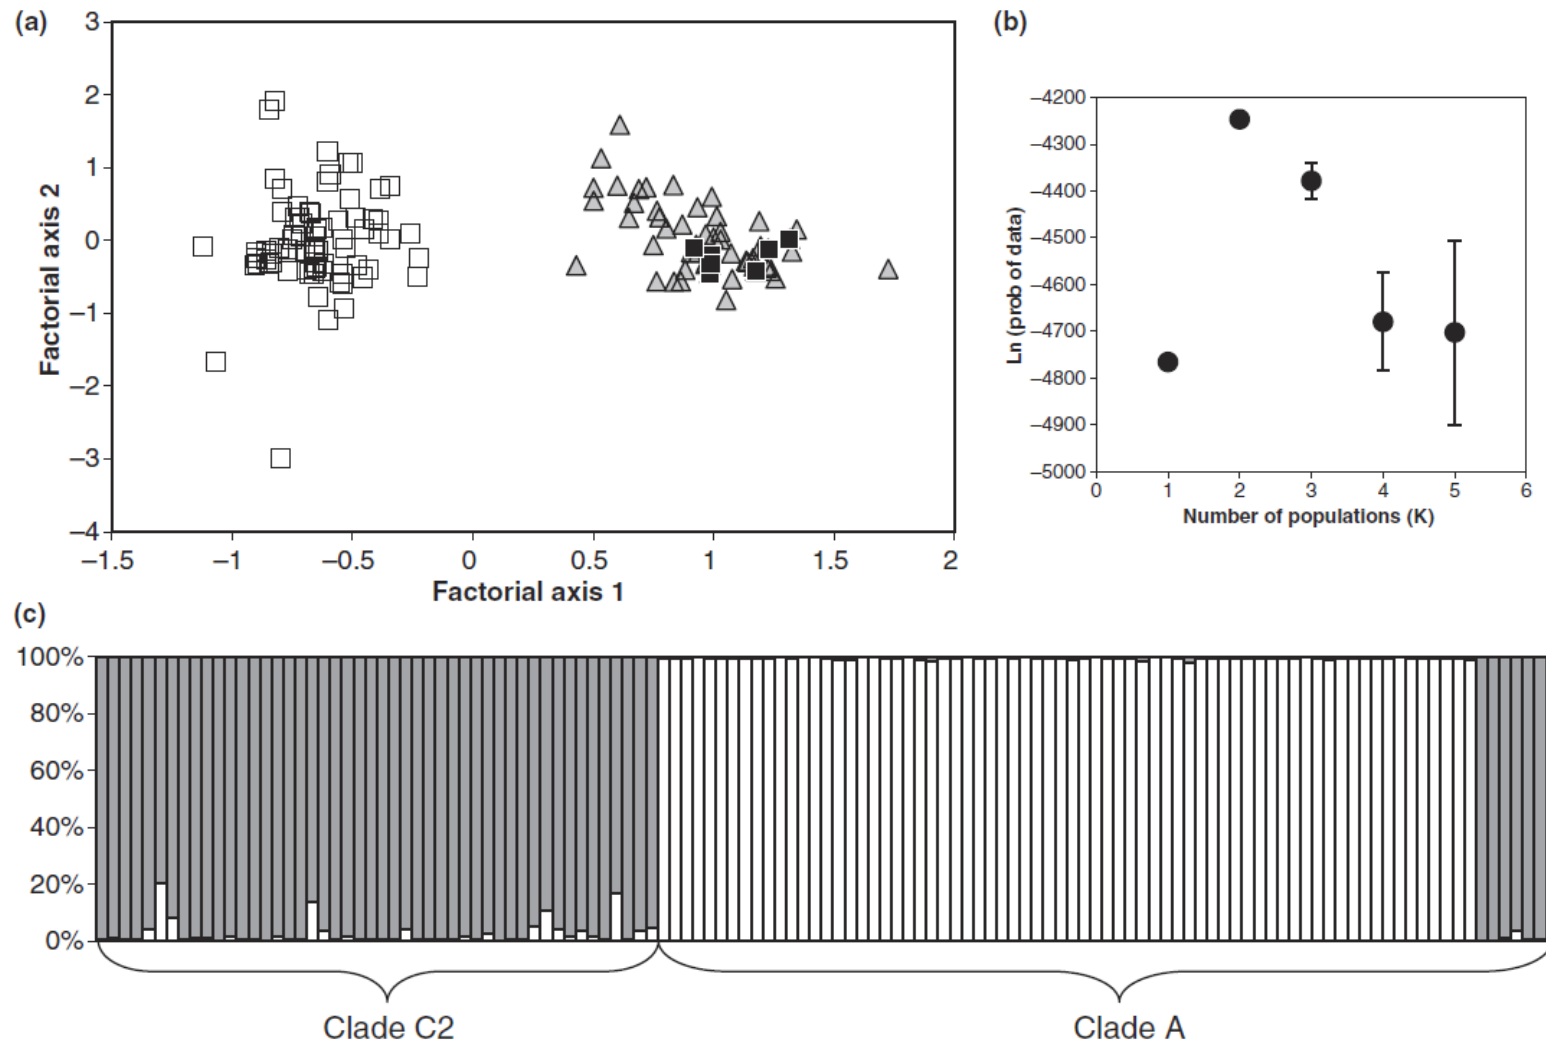 (a)
3
2
1
0
–1
–2
–3
–4
Factorial axis 2
–1.5 –1 –0.5 0 0.5 1 1.5 2
Factorial axis 1
(b)
–4200
–4300
–4400
–4500
–4600
–4700
–4800
–4900
–5000
Ln (prob of data)
0 1 2 3 4 5 6
Number of populations (K)
(c)
100%
80%
60%
40%
20%
0%
Clade C2 Clade A